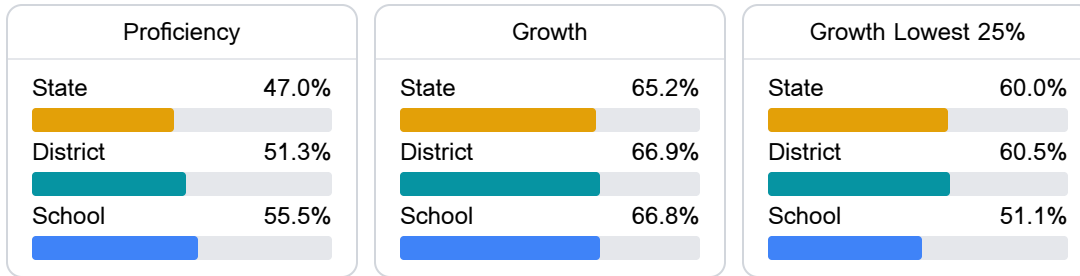 Proficiency
State 47.0%
District 51.3%
School 55.5%
Growth
State 65.2%
District 66.9%
School 66.8%
Growth Lowest 25%
State 60.0%
District 60.5%
School 51.1%